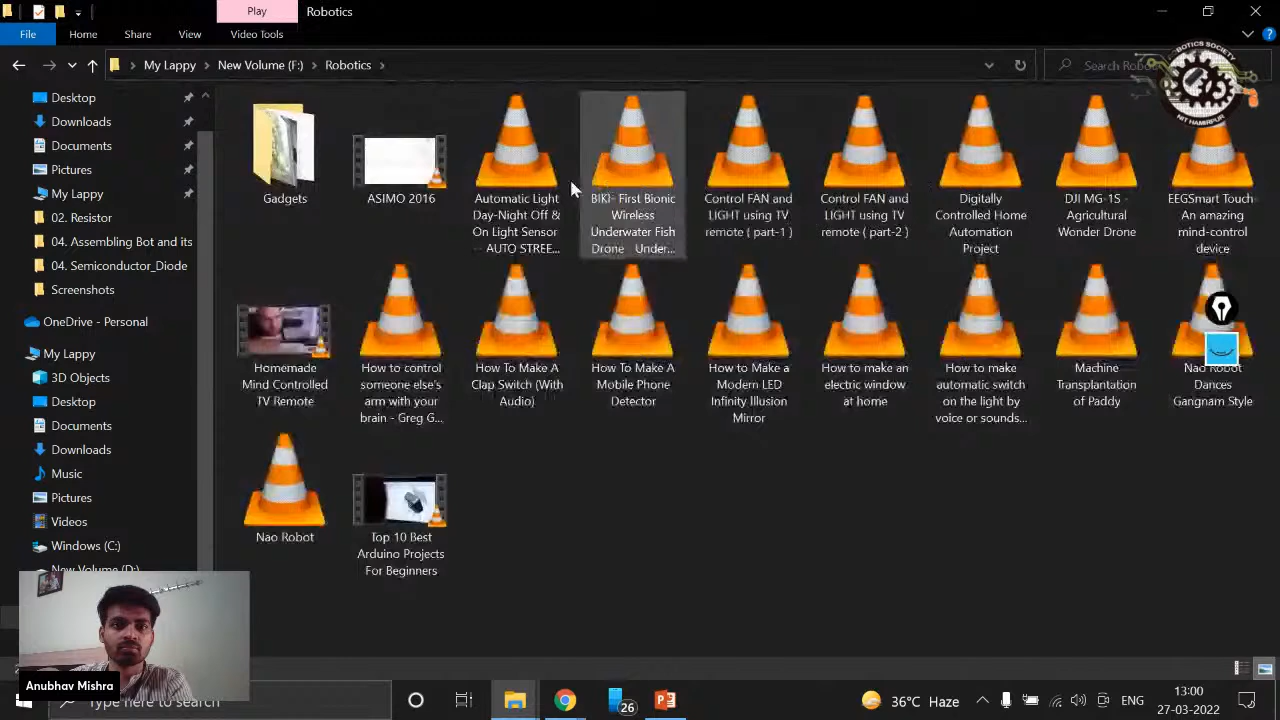 Play
Robotics
File
Home
Share
View
Video Tools
My Lappy
New Volume (F:)
Robotics
Search
ROBOTICS SOCIETY
NIT HAMIRPUR
Desktop
Downloads
Documents
Pictures
My Lappy
02. Resistor
04. Assembling Bot and its
04. Semiconductor_Diode
Screenshots
OneDrive - Personal
My Lappy
3D Objects
Desktop
Documents
Downloads
Music
Pictures
Videos
Windows (C:)
New Volume (D:)
Gadgets
ASIMO 2016
Automatic Light
Day-Night Off &
On Light Sensor
-- AUTO STREE...
BIKI- First Bionic
Wireless
Underwater Fish
Drone Under...
Control FAN and
LIGHT using TV
remote ( part-1 )
Control FAN and
LIGHT using TV
remote ( part-2 )
Digitally
Controlled Home
Automation
Project
DJI MG-1S -
Agricultural
Wonder Drone
EEGSmart Touch-
An amazing
mind-control
device
Homemade
Mind Controlled
TV Remote
How to control
someone else's
arm with your
brain - Greg G...
How To Make A
Clap Switch (With
Audio)
How To Make A
Mobile Phone
Detector
How to Make a
Modern LED
Infinity Illusion
Mirror
How to make an
electric window
at home
How to make
automatic switch
on the light by
voice or sounds...
Machine
Transplantation
of Paddy
Nao Robot
Dances
Gangnam Style
Nao Robot
Top 10 Best
Arduino Projects
For Beginners
Anubhav Mishra
Type here to search
26
36°C Haze
ENG
13:00
27-03-2022